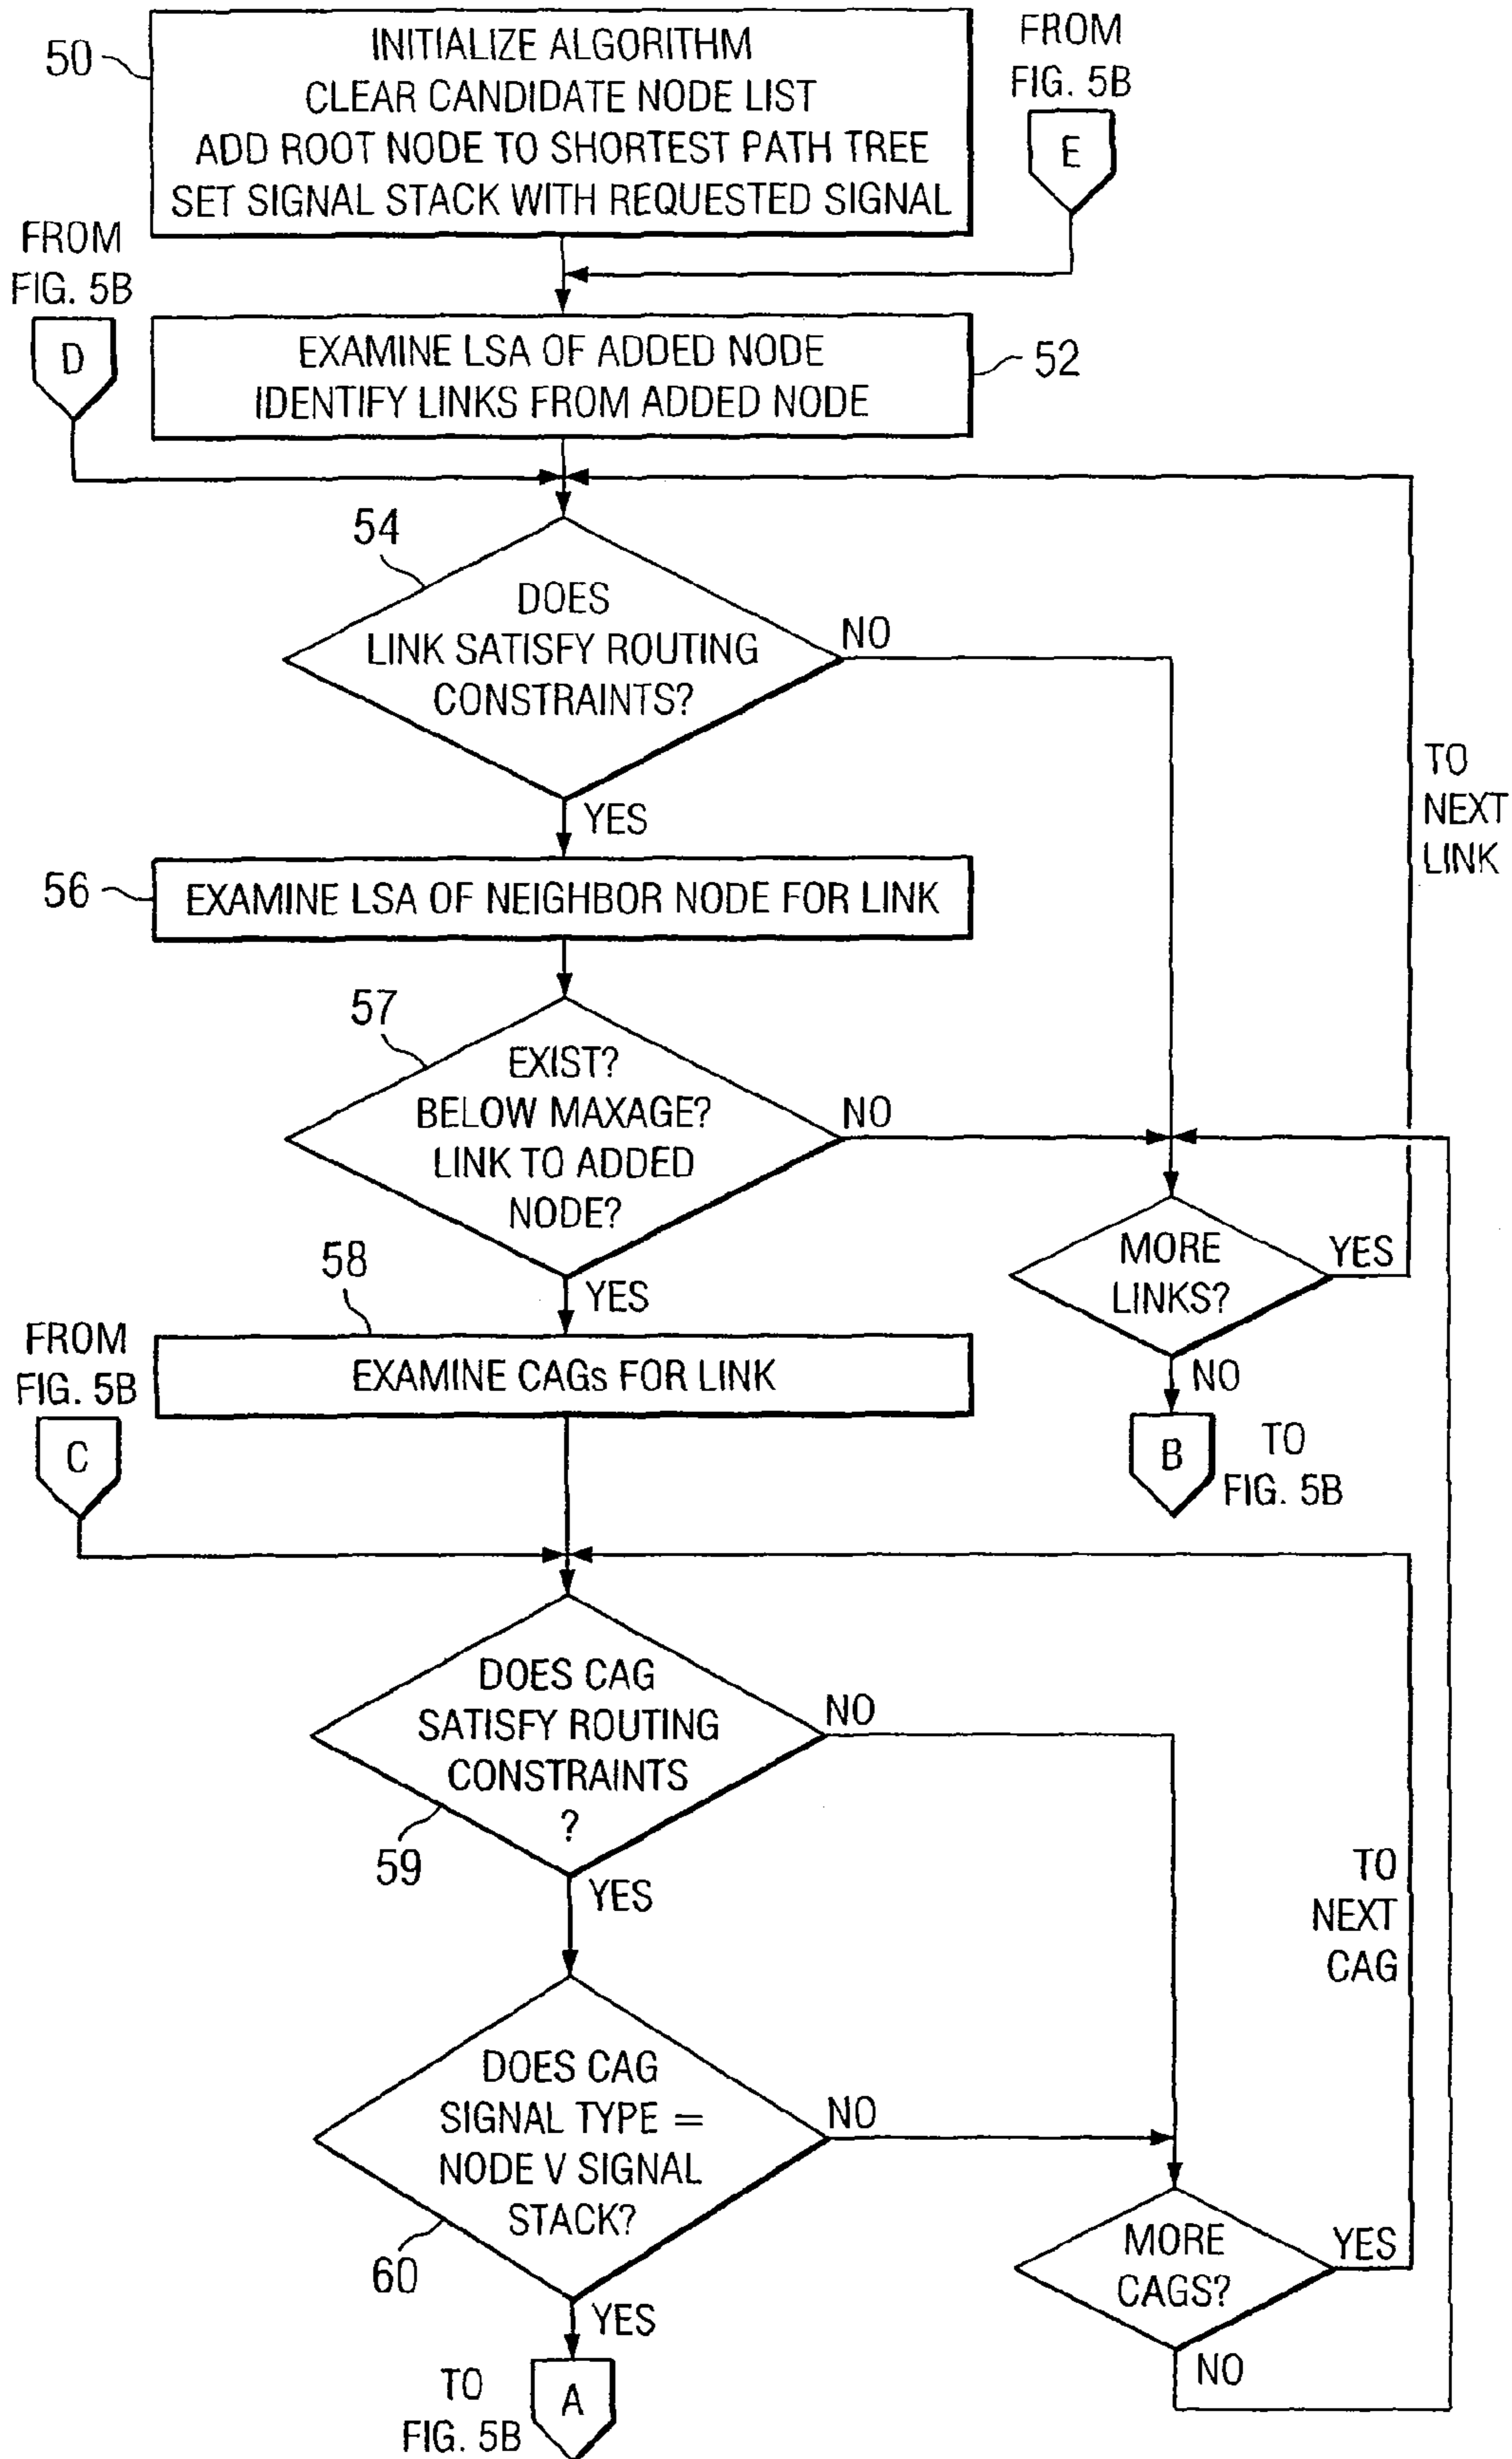 50
INITIALIZE ALGORITHM
CLEAR CANDIDATE NODE LIST
ADD ROOT NODE TO SHORTEST PATH TREE
SET SIGNAL STACK WITH REQUESTED SIGNAL
FROM
FIG. 5B
E
FROM
FIG. 5B
D
EXAMINE LSA OF ADDED NODE
IDENTIFY LINKS FROM ADDED NODE
52
54
DOES
LINK SATISFY ROUTING
CONSTRAINTS?
NO
YES
TO
NEXT
LINK
56
EXAMINE LSA OF NEIGHBOR NODE FOR LINK
57
EXIST?
BELOW MAXAGE?
LINK TO ADDED
NODE?
NO
YES
MORE
LINKS?
YES
NO
B
TO
FIG. 5B
58
EXAMINE CAGs FOR LINK
FROM
FIG. 5B
C
DOES CAG
SATISFY ROUTING
CONSTRAINTS
?
59
NO
YES
TO
NEXT
CAG
DOES CAG
SIGNAL TYPE =
NODE V SIGNAL
STACK?
60
NO
YES
MORE
CAGS?
YES
NO
TO
FIG. 5B
A